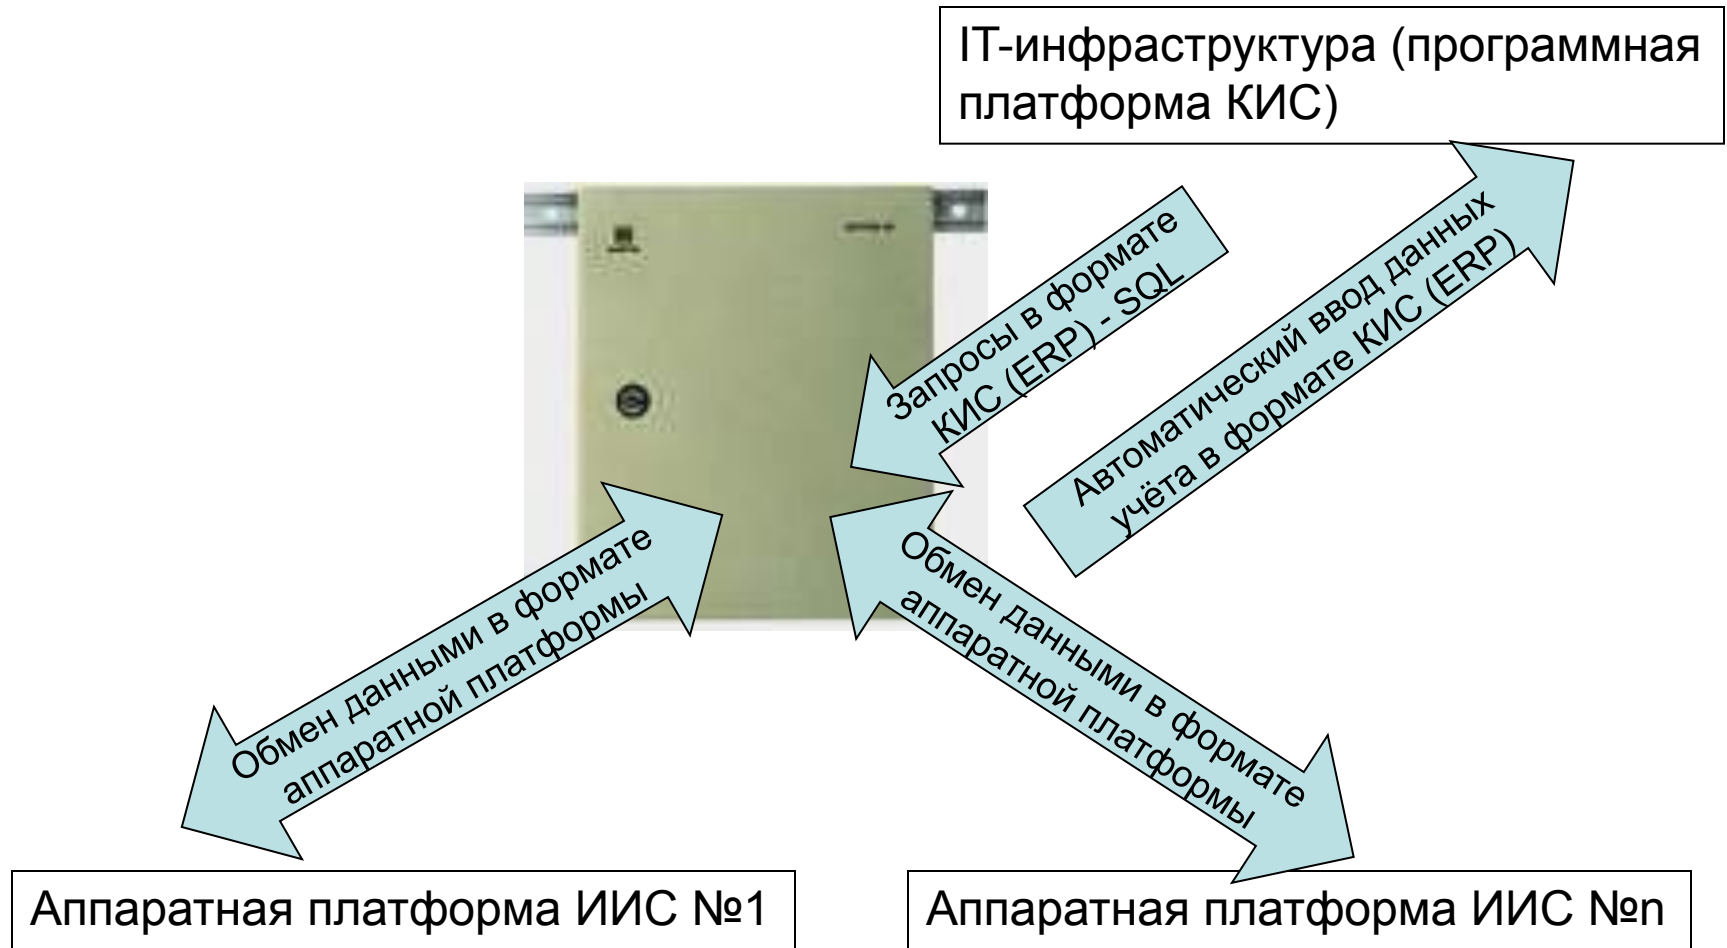 IT-инфраструктура (программная
платформа КИС)
Запросы в формате
КИС (ERP) - SQL
Автоматический ввод данных
учёта в формате КИС (ERP)
Обмен данными в формате
аппаратной платформы
Обмен данными в формате
аппаратной платформы
Аппаратная платформа ИИС №1
Аппаратная платформа ИИС №n